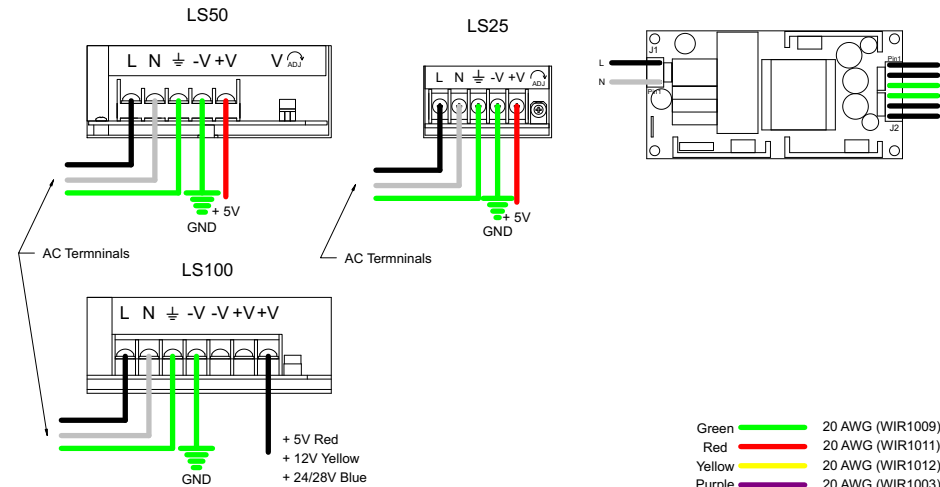 LS50
L N ⏚ -V +V V ADJ
+ 5V
GND
AC Termninals
LS25
L N ⏚ -V +V ADJ
+ 5V
GND
AC Termninals
J1
L
N
Pin1
Pin1
J2
LS100
L N ⏚ -V -V +V +V
GND
+ 5V Red
+ 12V Yellow
+ 24/28V Blue
Green 20 AWG (WIR1009)
Red 20 AWG (WIR1011)
Yellow 20 AWG (WIR1012)
Purple 20 AWG (WIR1003)